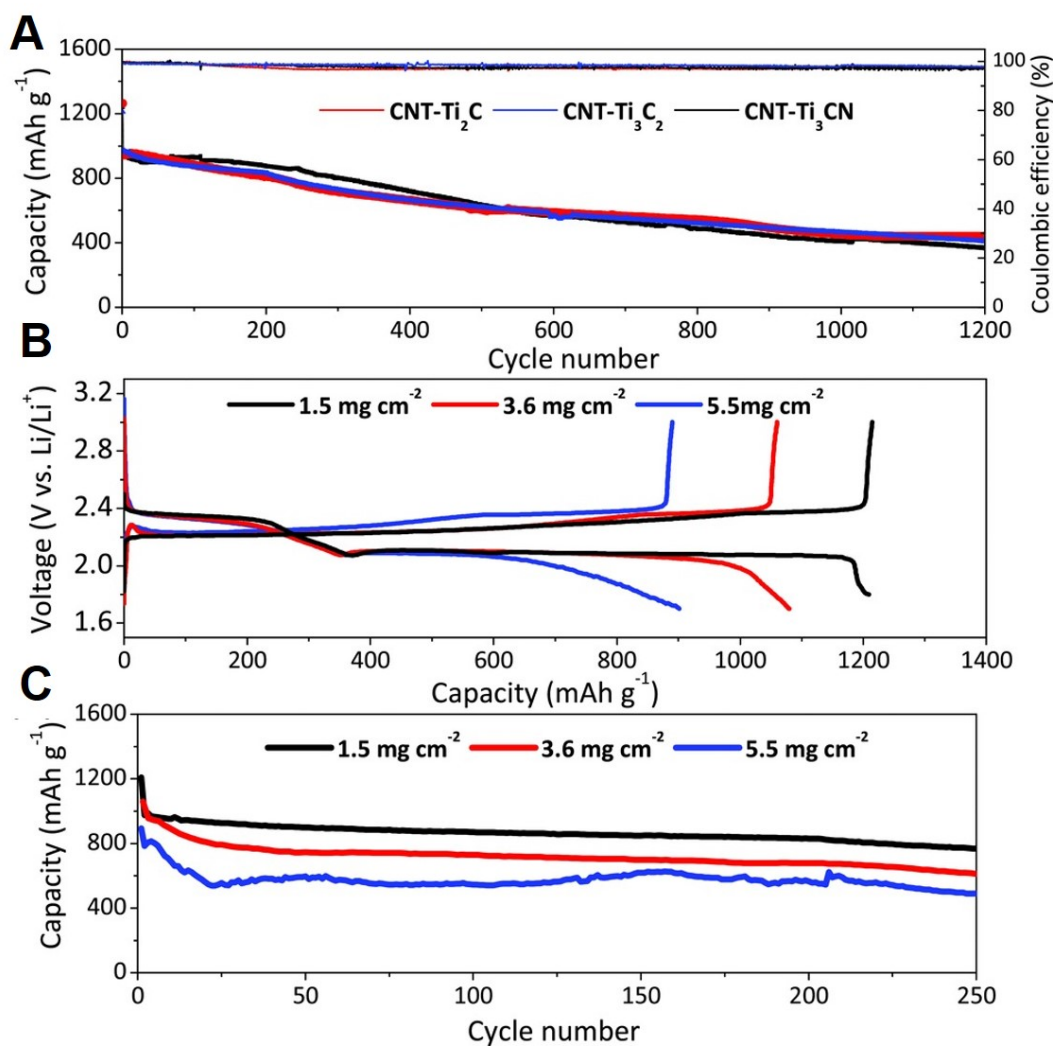 A
1600
1200
800
400
0
Capacity (mAh g⁻¹)
100
80
60
40
20
0
Coulombic efficiency (%)
CNT-Ti₂C CNT-Ti₃C₂ CNT-Ti₃CN
0 200 400 600 800 1000 1200
Cycle number
B
3.2
2.8
2.4
2.0
1.6
Voltage (V vs. Li/Li⁺)
1.5 mg cm⁻² 3.6 mg cm⁻² 5.5mg cm⁻²
0 200 400 600 800 1000 1200 1400
Capacity (mAh g⁻¹)
C
1600
1200
800
400
0
Capacity (mAh g⁻¹)
1.5 mg cm⁻² 3.6 mg cm⁻² 5.5 mg cm⁻²
0 50 100 150 200 250
Cycle number